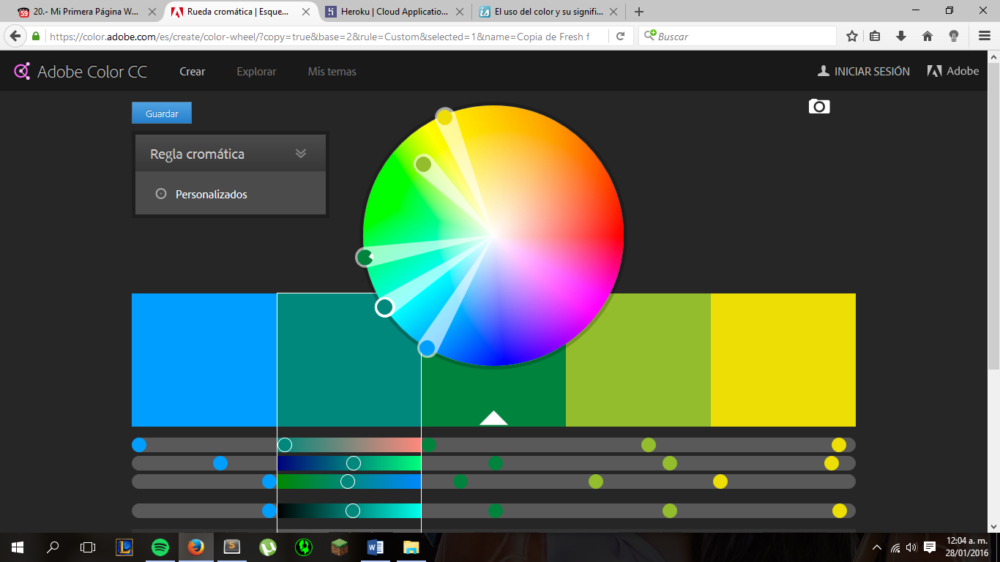 20.- Mi Primera Página W...
Rueda cromática | Esque...
Heroku | Cloud Applicatio...
El uso del color y su signifi...
https://color.adobe.com/es/create/color-wheel/?copy=true&base=2&rule=Custom&selected=1&name=Copia de Fresh f
Buscar
Adobe Color CC
Crear
Explorar
Mis temas
INICIAR SESIÓN
Adobe
Guardar
Regla cromática
Personalizados
12:04 a. m.
28/01/2016